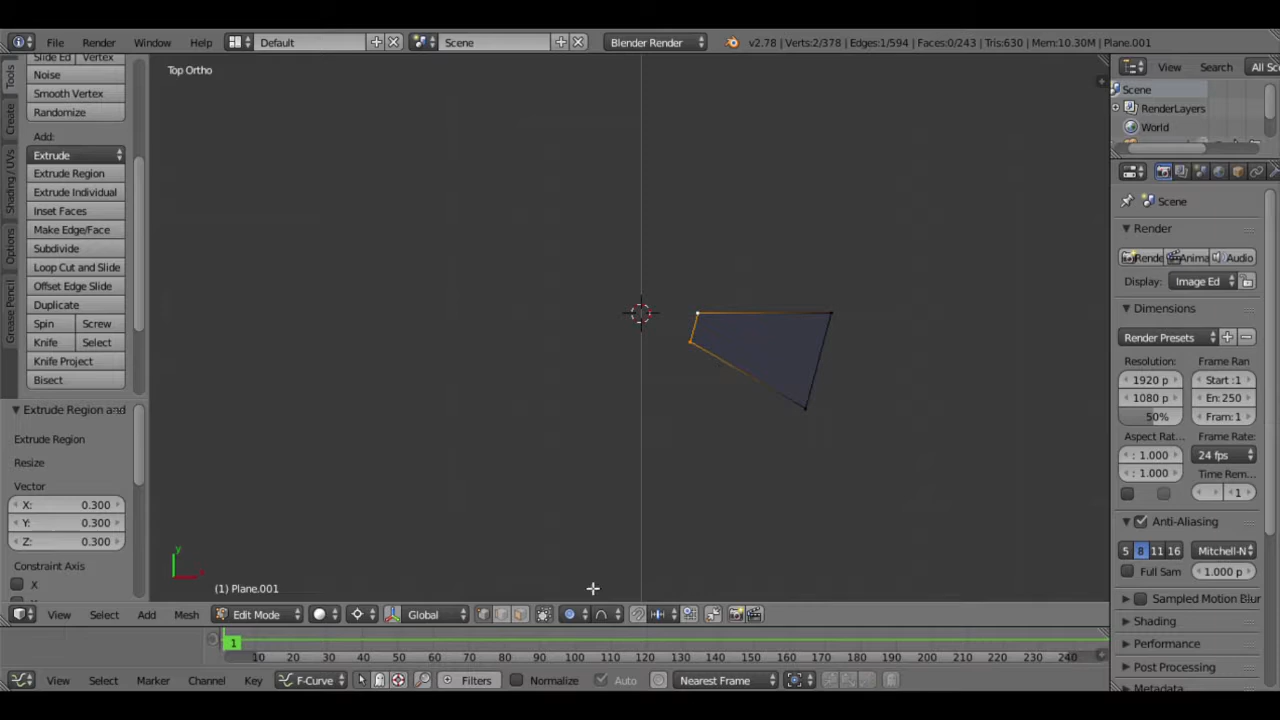 File Render Window Help Default Scene Blender Render v2.78 | Verts:2/378 | Edges:1/594 | Faces:0/243 | Tris:630 | Mem:10.30M | Plane.001
Tools
Create
Shading / UVs
Options
Grease Pencil
Slide Ed Vertex
Noise
Smooth Vertex
Randomize
Add:
Extrude
Extrude Region
Extrude Individual
Inset Faces
Make Edge/Face
Subdivide
Loop Cut and Slide
Offset Edge Slide
Duplicate
Spin Screw
Knife Select
Knife Project
Bisect
Extrude Region and
Extrude Region
Resize
Vector
X: 0.300
Y: 0.300
Z: 0.300
Constraint Axis
X
Top Ortho
y
x
(1) Plane.001
View Select Add Mesh Edit Mode Global
1
10 20 30 40 50 60 70 80 90 100 110 120 130 140 150 160 170 180 190 200 210 220 230 240
View Select Marker Channel Key F-Curve Filters Normalize Auto Nearest Frame
View Search All Sc
Scene
RenderLayers
World
Scene
Render
Rende Anima Audio
Display: Image Ed
Dimensions
Render Presets
Resolution: Frame Ran
1920 p Start :1
1080 p En: 250
50% Fram: 1
Aspect Rat... Frame Rate:
: 1.000 24 fps
: 1.000 Time Rem...
1
Anti-Aliasing
5 8 11 16 Mitchell-N
Full Sam 1.000 p
Sampled Motion Blur
Shading
Performance
Post Processing
Metadata